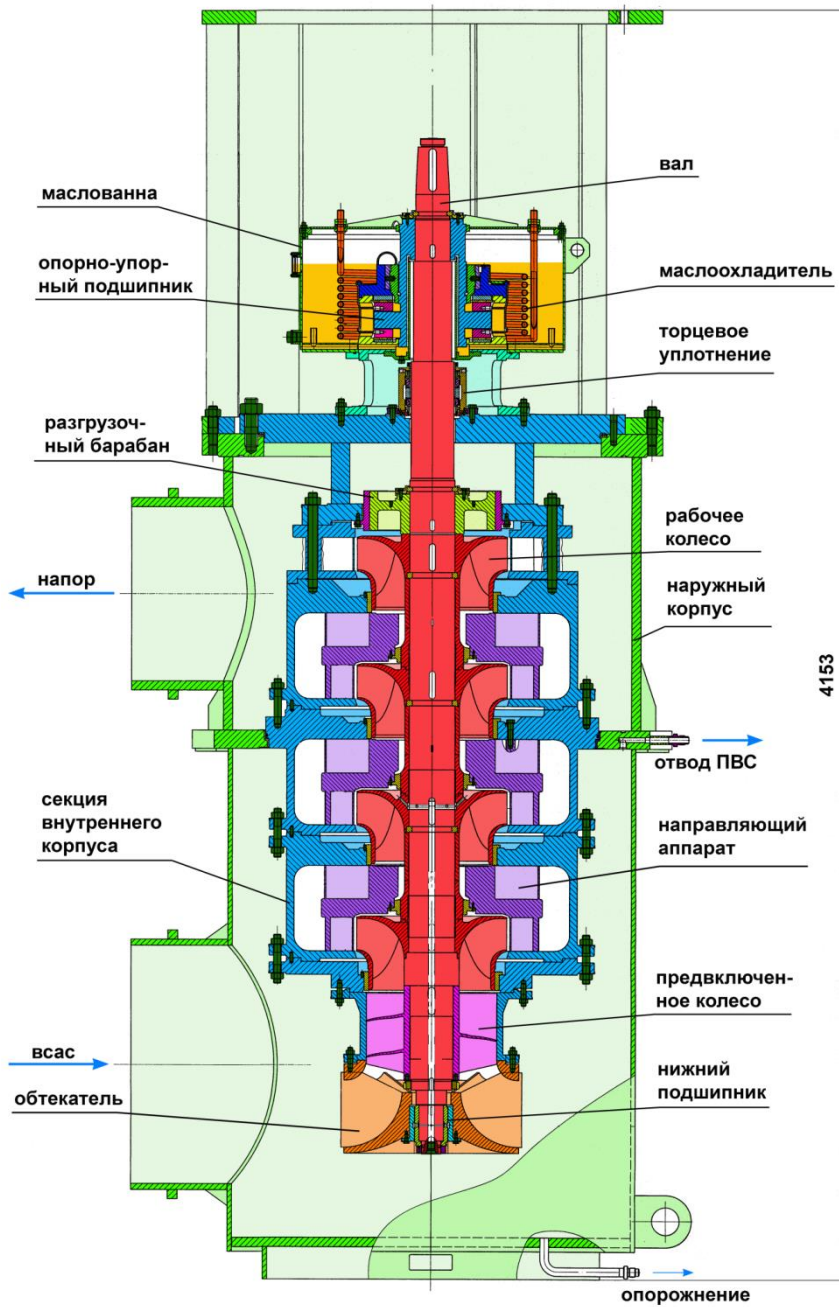 вал
маслованна
опорно-упор-
ный подшипник
маслоохладитель
торцевое
уплотнение
разгрузоч-
ный барабан
рабочее
колесо
напор
наружный
корпус
4153
отвод ПВС
секция
внутреннего
корпуса
направляющий
аппарат
предвключен-
ное колесо
всас
нижний
подшипник
обтекатель
опорожнение